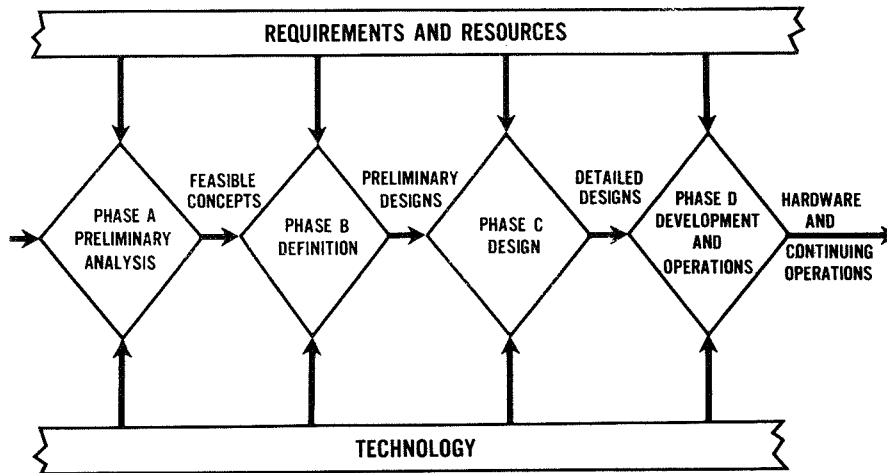 REQUIREMENTS AND RESOURCES
PHASE A
PRELIMINARY
ANALYSIS
FEASIBLE
CONCEPTS
PHASE B
DEFINITION
PRELIMINARY
DESIGNS
PHASE C
DESIGN
DETAILED
DESIGNS
PHASE D
DEVELOPMENT
AND
OPERATIONS
HARDWARE
AND
CONTINUING
OPERATIONS
TECHNOLOGY